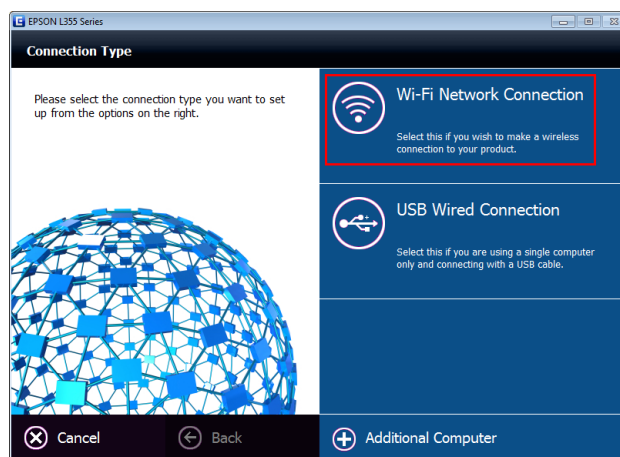 EPSON L355 Series
Connection Type
Please select the connection type you want to set
up from the options on the right.
Wi-Fi Network Connection
Select this if you wish to make a wireless
connection to your product.
USB Wired Connection
Select this if you are using a single computer
only and connecting with a USB cable.
Cancel
Back
Additional Computer